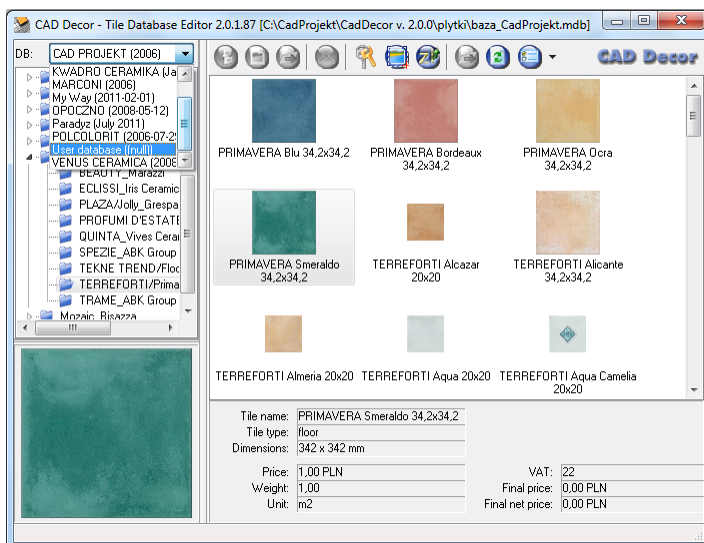 CAD Decor - Tile Database Editor 2.0.1.87 [C:\CadProjekt\CadDecor v. 2.0.0\plytki\baza_CadProjekt.mdb]
DB:
CAD PROJEKT (2006)
KWADRO CERAMIKA (Ja
MARCONI (2006)
My Way (2011-02-01)
OPOCZNO (2008-05-12)
Paradyz (July 2011)
POLCOLORIT (2006-07-2
User database ((null))
VENUS CERAMICA (2008
BEAUTY_Marazzi
ECLISSI_Iris Ceramic
PLAZA/Jolly_Grespa
PROFUMI D'ESTATE
QUINTA_Vives Cerar
SPEZIE_ABK Group
TEKNE TREND/Floo
TERREFORTI/Prima
TRAME_ABK Group
Mozaic_Bisazza
CAD Decor
PRIMAVERA Blu 34,2x34,2
PRIMAVERA Bordeaux
34,2x34,2
PRIMAVERA Ocra
34,2x34,2
PRIMAVERA Smeraldo
34,2x34,2
TERREFORTI Alcazar
20x20
TERREFORTI Alicante
34,2x34,2
TERREFORTI Almeria 20x20
TERREFORTI Aqua 20x20
TERREFORTI Aqua Camelia
20x20
Tile name: PRIMAVERA Smeraldo 34,2x34,2
Tile type: floor
Dimensions: 342 x 342 mm
Price: 1,00 PLN
Weight: 1,00
Unit: m2
VAT: 22
Final price: 0,00 PLN
Final net price: 0,00 PLN